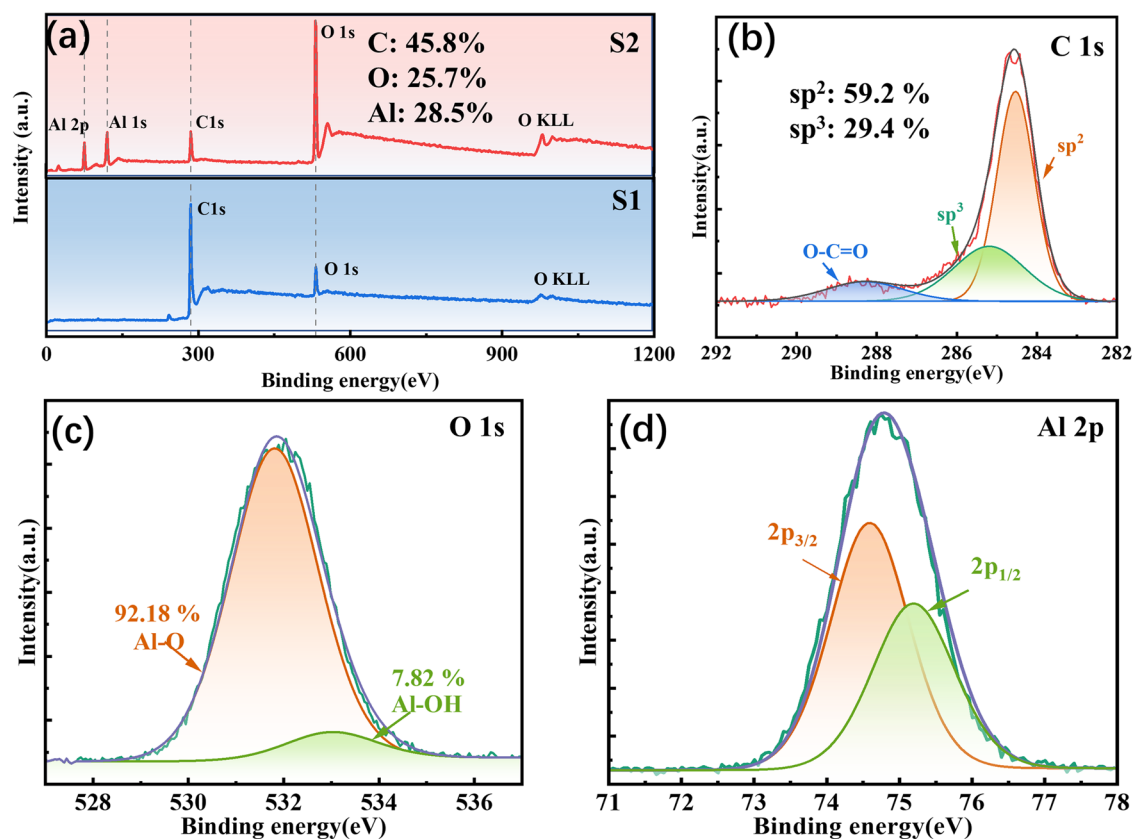 (a)
S2
O 1s
C: 45.8%
O: 25.7%
Al: 28.5%
Al 2p
Al 1s
C1s
O KLL
S1
C1s
O 1s
O KLL
Intensity (a.u.)
0 300 600 900 1200
Binding energy(eV)
(b)
C 1s
sp²: 59.2 %
sp³: 29.4 %
sp²
sp³
O-C=O
Intensity(a.u.)
292 290 288 286 284 282
Binding energy(eV)
(c)
O 1s
92.18 %
Al-O
7.82 %
Al-OH
Intensity(a.u.)
528 530 532 534 536
Binding energy(eV)
(d)
Al 2p
2p3/2
2p1/2
Intensity(a.u.)
71 72 73 74 75 76 77 78
Binding energy(eV)